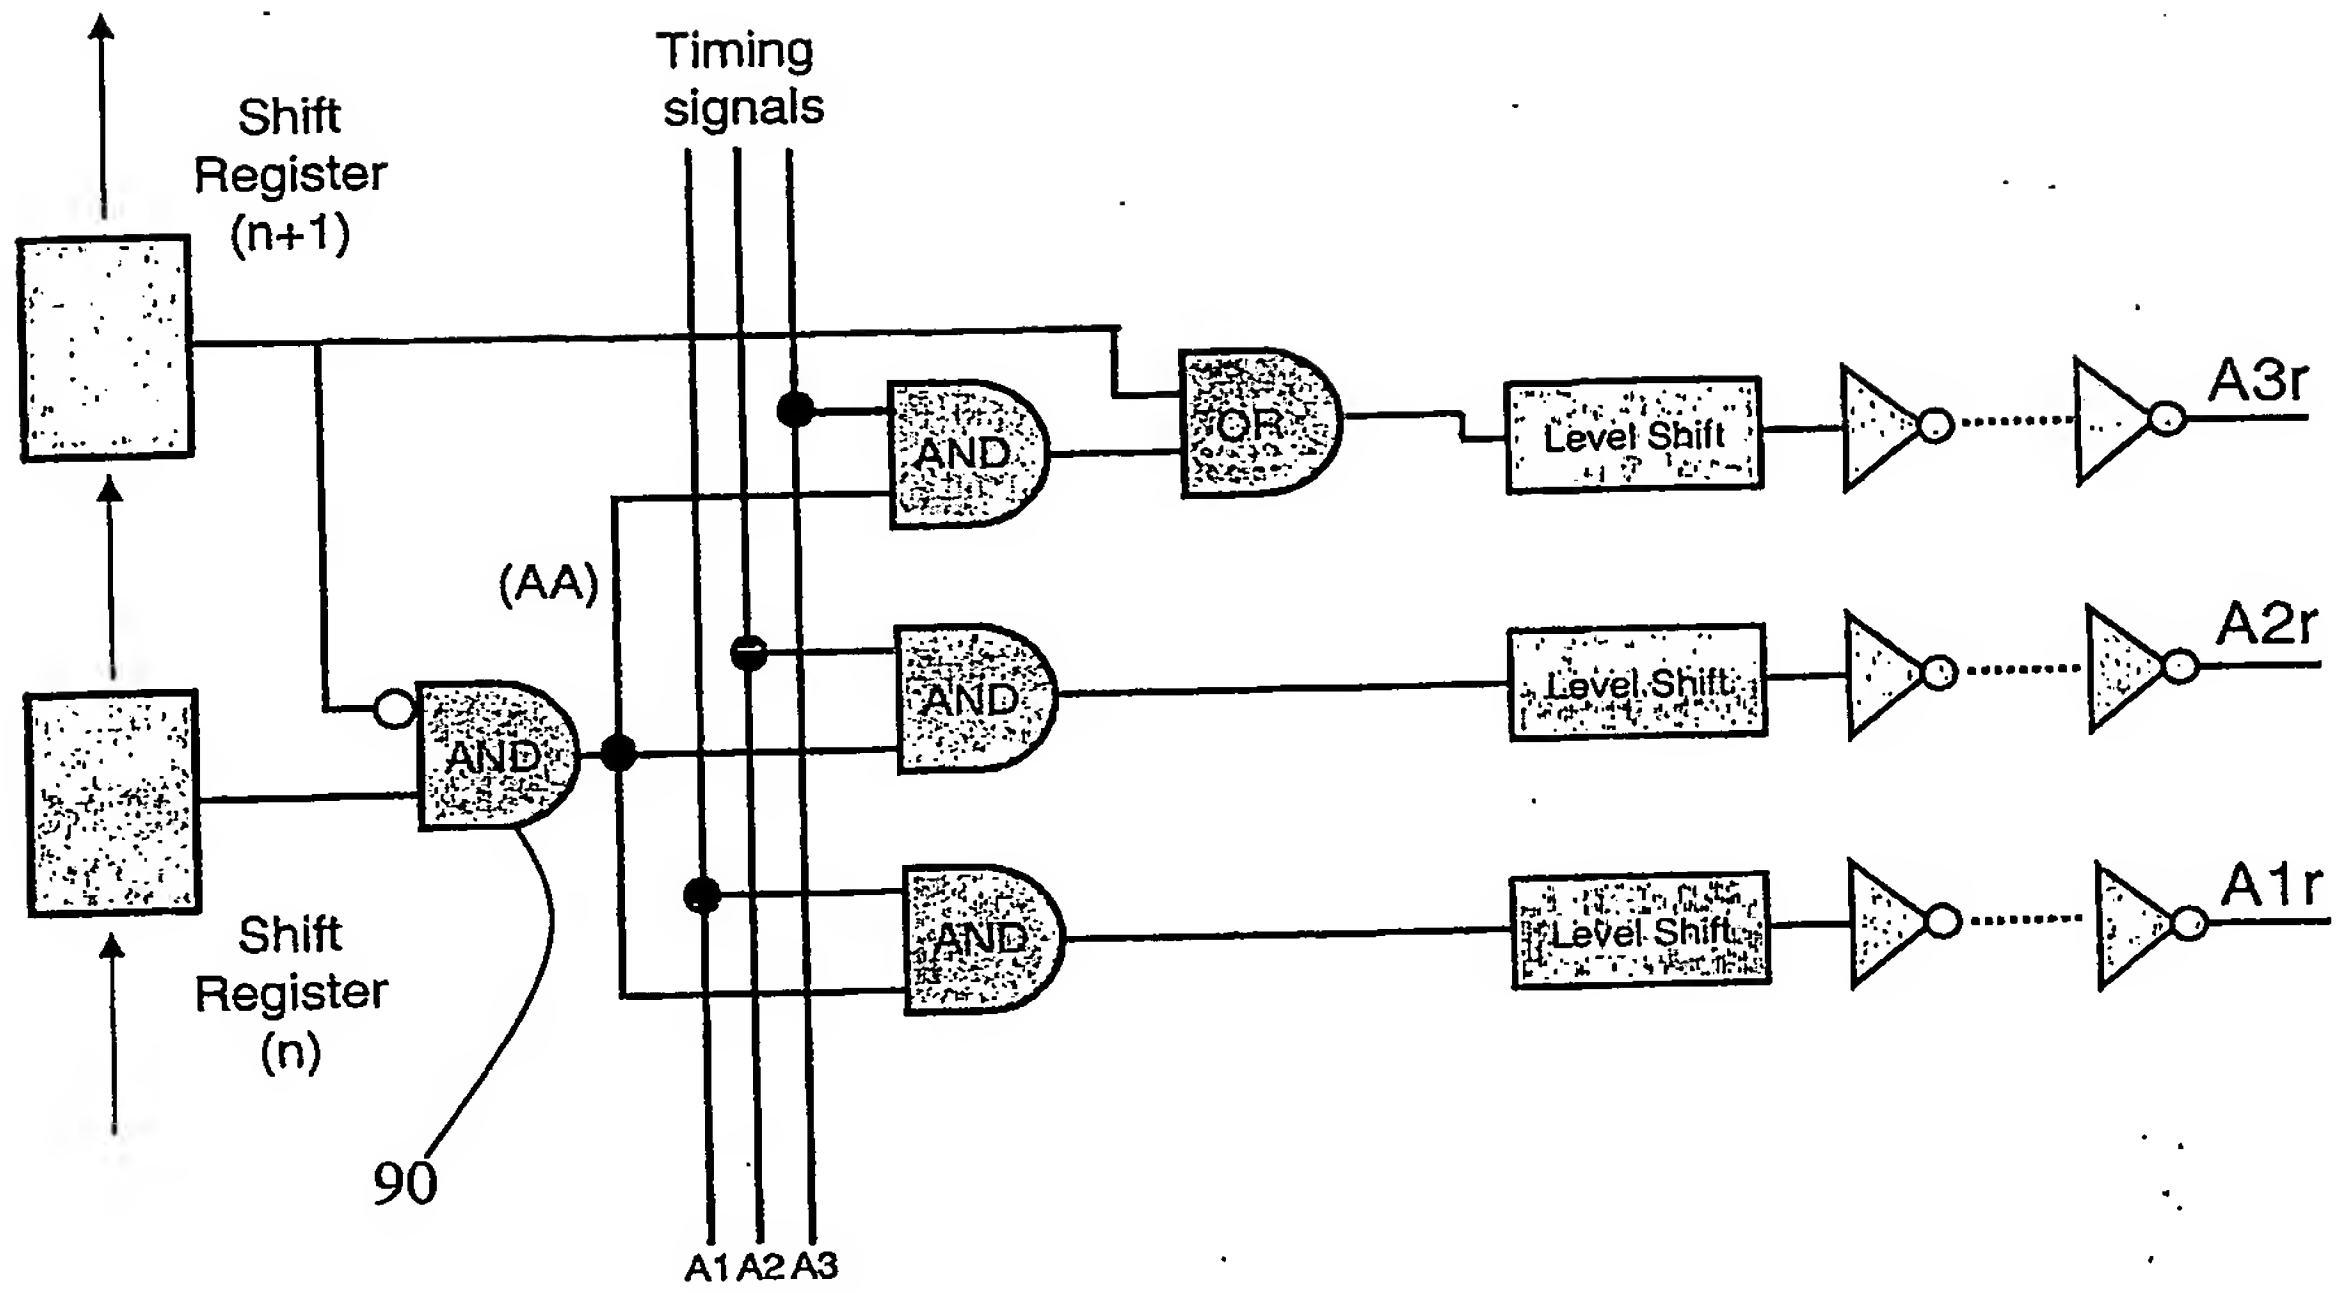 Timing
signals
Shift
Register
(n+1)
A3r
OR
Level Shift
AND
(AA)
A2r
Level Shift
AND
AND
A1r
Level Shift
AND
Shift
Register
(n)
90
A1 A2 A3